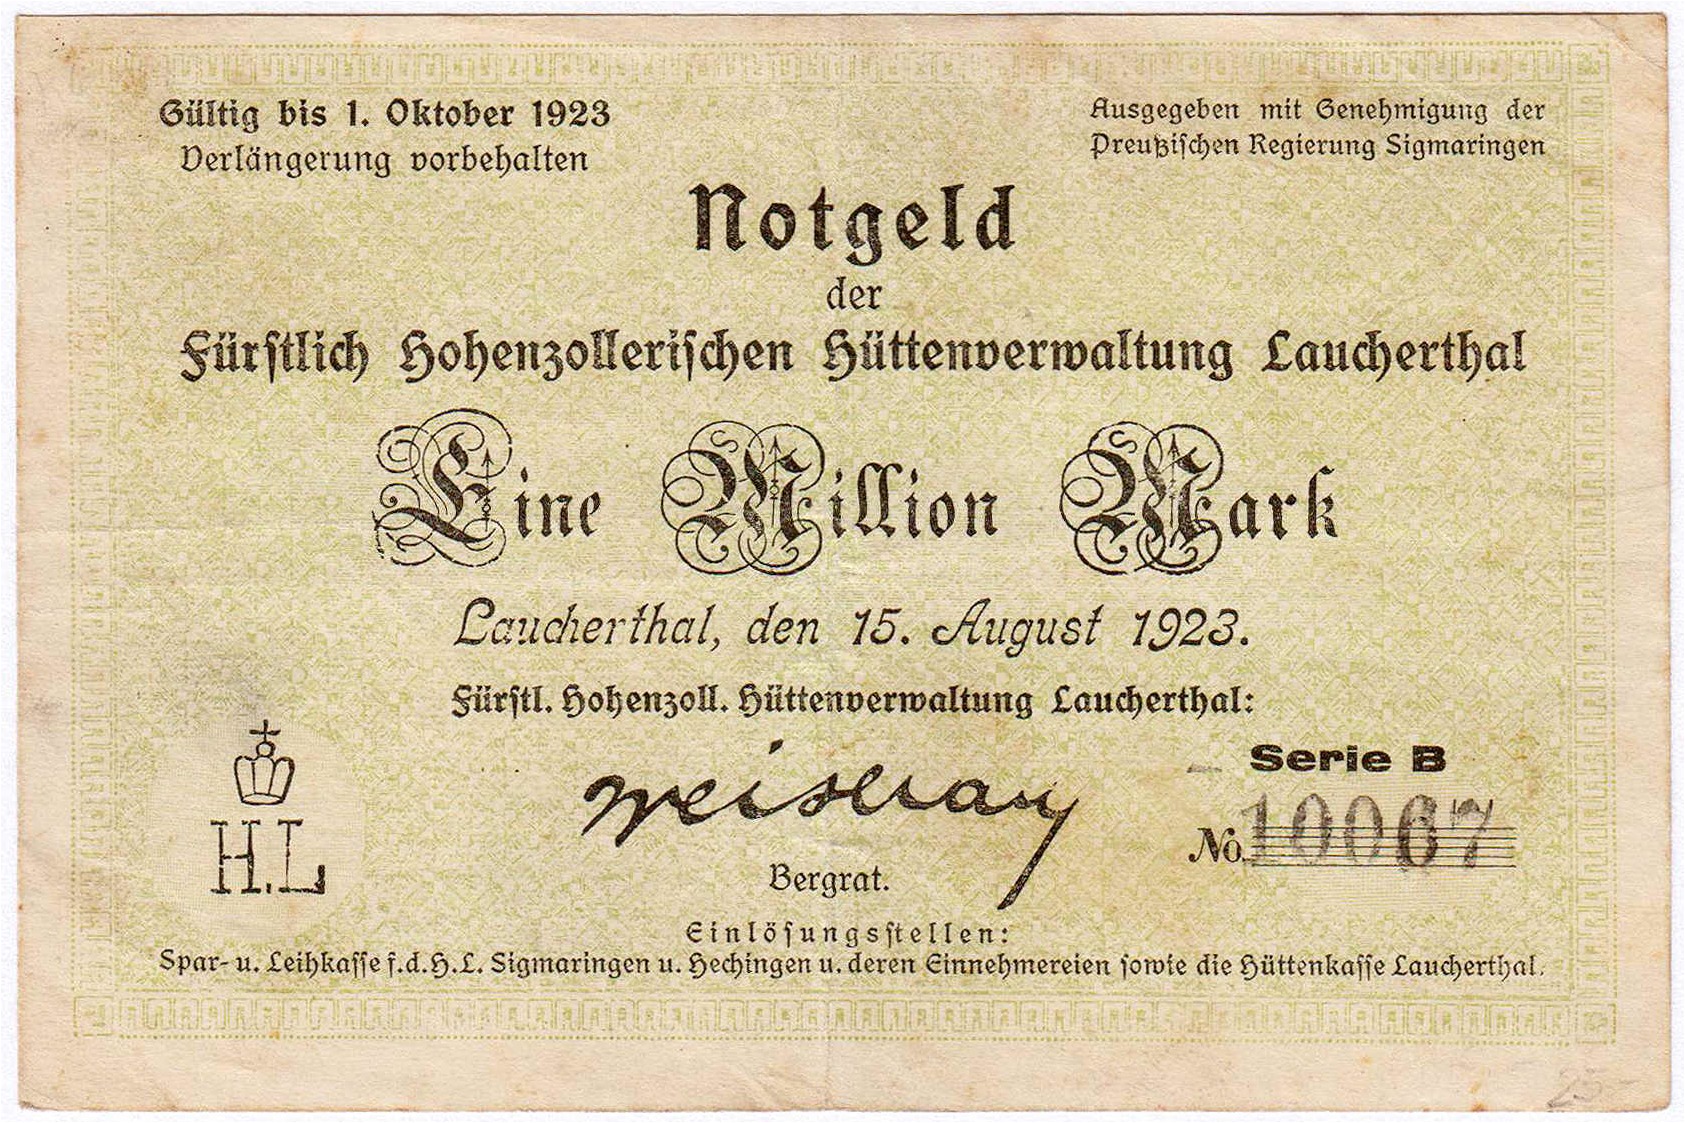 Gültig bis 1. Oktober 1923
Verlängerung vorbehalten
Ausgegeben mit Genehmigung der
Preußischen Regierung Sigmaringen
Notgeld
der
Fürstlich Hohenzollerischen Hüttenverwaltung Laucherthal
Eine Million Mark
Laucherthal, den 15. August 1923.
Fürstl. Hohenzoll. Hüttenverwaltung Laucherthal:
H.L
Serie B
No. 10067
Bergrat.
Einlösungsstellen:
Spar- u. Leihkasse f.d.H.L. Sigmaringen u. Hechingen u. deren Einnehmereien sowie die Hüttenkasse Laucherthal.